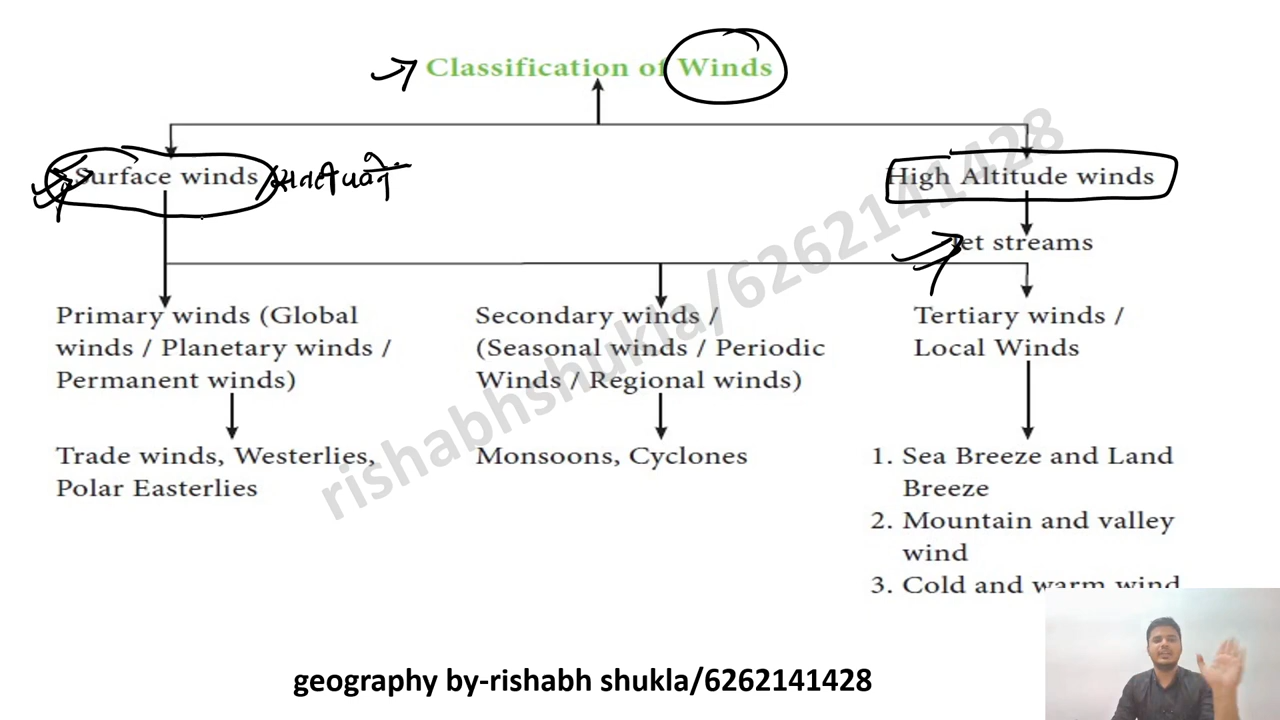 Classification of Winds
Surface winds /सतही पवनें
High Altitude winds
Jet streams
Primary winds (Global
winds / Planetary winds /
Permanent winds)
Secondary winds /
(Seasonal winds / Periodic
Winds / Regional winds)
Tertiary winds /
Local Winds
Trade winds, Westerlies,
Polar Easterlies
Monsoons, Cyclones
1. Sea Breeze and Land
Breeze
2. Mountain and valley
wind
3. Cold and warm wind
rishabhshukla/6262141428
geography by-rishabh shukla/6262141428